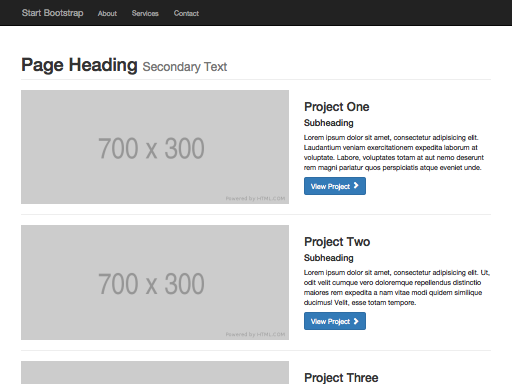 Start Bootstrap About Services Contact
Page Heading Secondary Text
700 x 300
Powered by HTML.COM
Project One
Subheading
Lorem ipsum dolor sit amet, consectetur adipisicing elit.
Laudantium veniam exercitationem expedita laborum at
voluptate. Labore, voluptates totam at aut nemo deserunt
rem magni pariatur quos perspiciatis atque eveniet unde.
View Project
700 x 300
Powered by HTML.COM
Project Two
Subheading
Lorem ipsum dolor sit amet, consectetur adipisicing elit. Ut,
odit velit cumque vero doloremque repellendus distinctio
maiores rem expedita a nam vitae modi quidem similique
ducimus! Velit, esse totam tempore.
View Project
Project Three